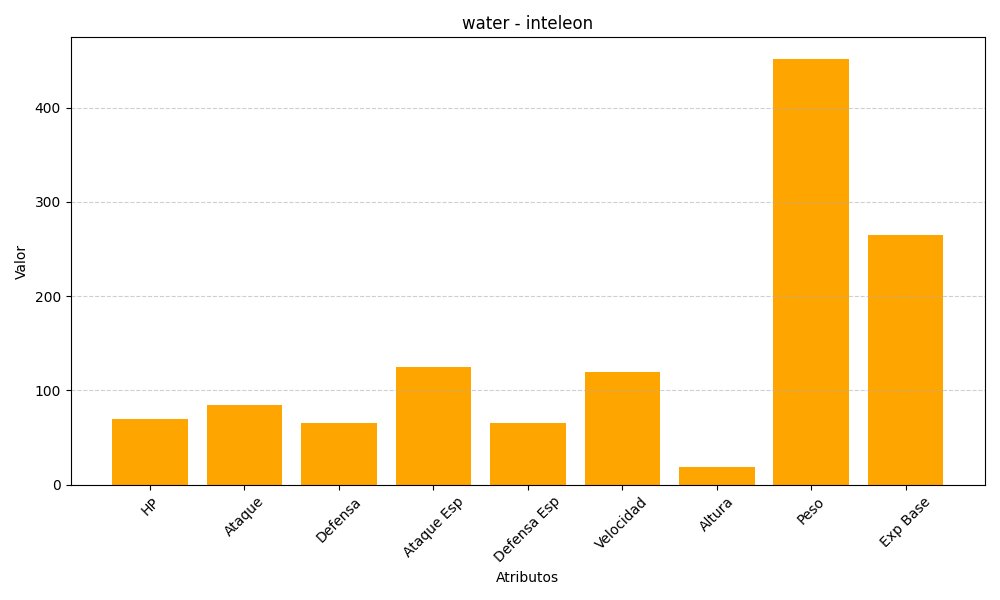 water - inteleon
Valor
400
300
200
100
0
HP
Ataque
Defensa
Ataque Esp
Defensa Esp
Velocidad
Altura
Peso
Exp Base
Atributos